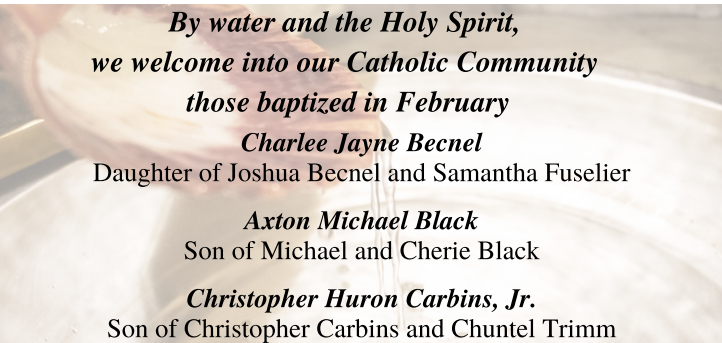 By water and the Holy Spirit,
we welcome into our Catholic Community
those baptized in February
Charlee Jayne Becnel
Daughter of Joshua Becnel and Samantha Fuselier
Axton Michael Black
Son of Michael and Cherie Black
Christopher Huron Carbins, Jr.
Son of Christopher Carbins and Chuntel Trimm